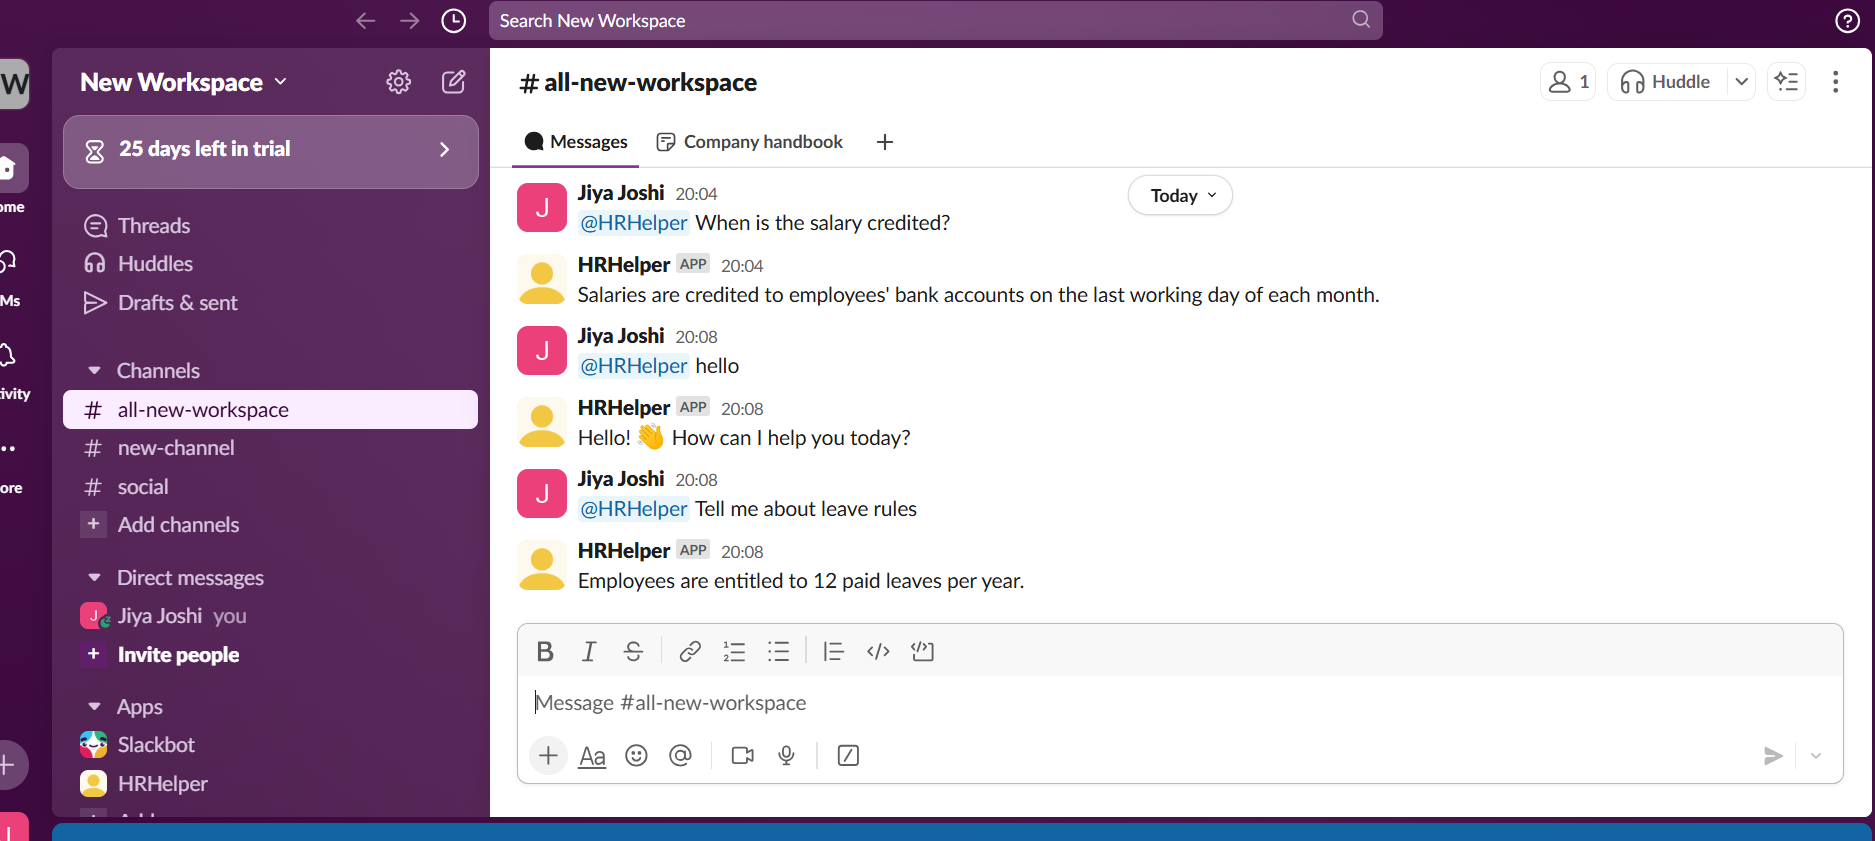 Search New Workspace
W
New Workspace
25 days left in trial
ome
Ms
ivity
ore
Threads
Huddles
Drafts & sent
Channels
# all-new-workspace
# new-channel
# social
+ Add channels
Direct messages
J Jiya Joshi you
+ Invite people
Apps
Slackbot
HRHelper
# all-new-workspace
1
Huddle
Messages
Company handbook
+
Today
J
Jiya Joshi 20:04
@HRHelper When is the salary credited?
HRHelper APP 20:04
Salaries are credited to employees' bank accounts on the last working day of each month.
J
Jiya Joshi 20:08
@HRHelper hello
HRHelper APP 20:08
Hello! 👋 How can I help you today?
J
Jiya Joshi 20:08
@HRHelper Tell me about leave rules
HRHelper APP 20:08
Employees are entitled to 12 paid leaves per year.
B I S
Message #all-new-workspace
+ Aa @